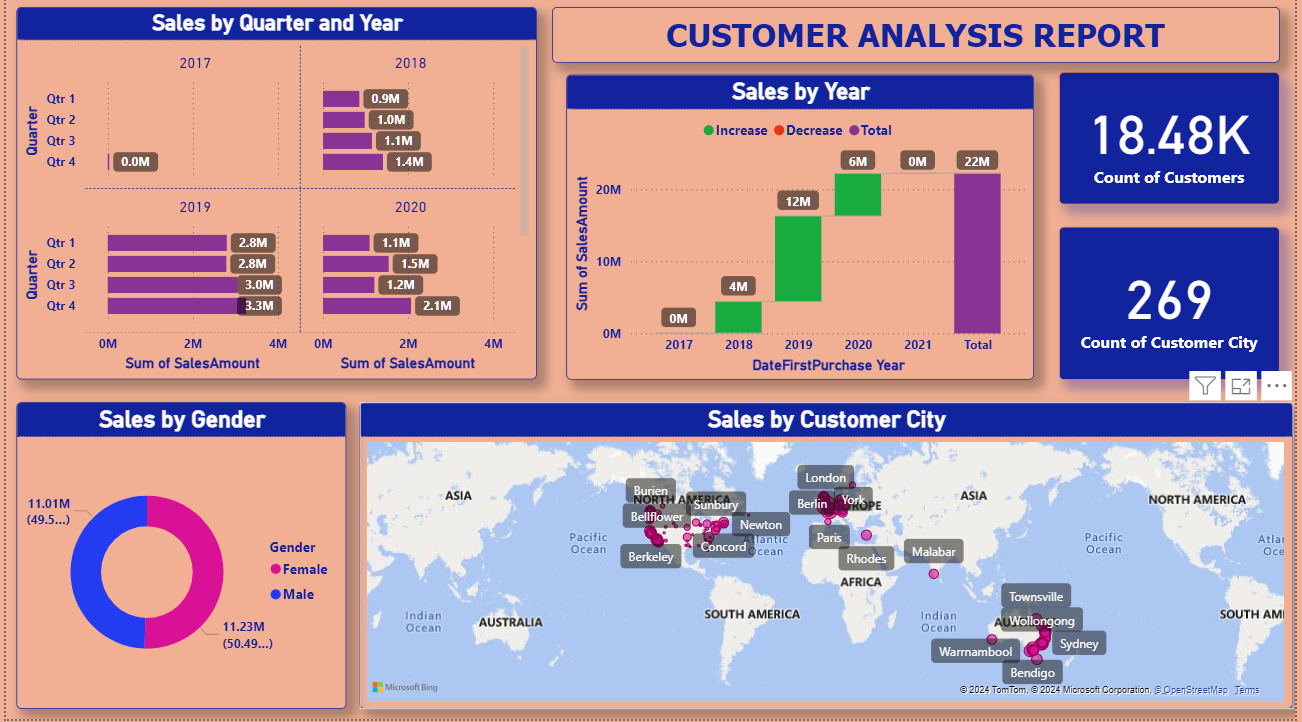 Sales by Quarter and Year
2017
2018
Quarter
Qtr 1
Qtr 2
Qtr 3
Qtr 4
0.0M
0.9M
1.0M
1.1M
1.4M
2019
2020
Quarter
Qtr 1
Qtr 2
Qtr 3
Qtr 4
2.8M
2.8M
3.0M
3.3M
1.1M
1.5M
1.2M
2.1M
0M 2M 4M
0M 2M 4M
Sum of SalesAmount
Sum of SalesAmount
CUSTOMER ANALYSIS REPORT
Sales by Year
Increase Decrease Total
Sum of SalesAmount
20M
10M
0M
0M
4M
12M
6M
0M
22M
2017 2018 2019 2020 2021 Total
DateFirstPurchase Year
18.48K
Count of Customers
269
Count of Customer City
Sales by Gender
11.01M
(49.5...)
11.23M
(50.49...)
Gender
Female
Male
Sales by Customer City
ASIA
NORTH AMERICA
ASIA
NORTH AMERICA
Burien
Bellflower
Berkeley
Sunbury
Newton
Concord
London
Berlin
York
Paris
Rhodes
Malabar
Pacific
Ocean
Pacific
Ocean
AFRICA
SOUTH AMERICA
Indian
Ocean
AUSTRALIA
Indian
Ocean
Townsville
Wollongong
Sydney
Warrnambool
Bendigo
SOUTH AM
Microsoft Bing
© 2024 TomTom, © 2024 Microsoft Corporation, © OpenStreetMap Terms